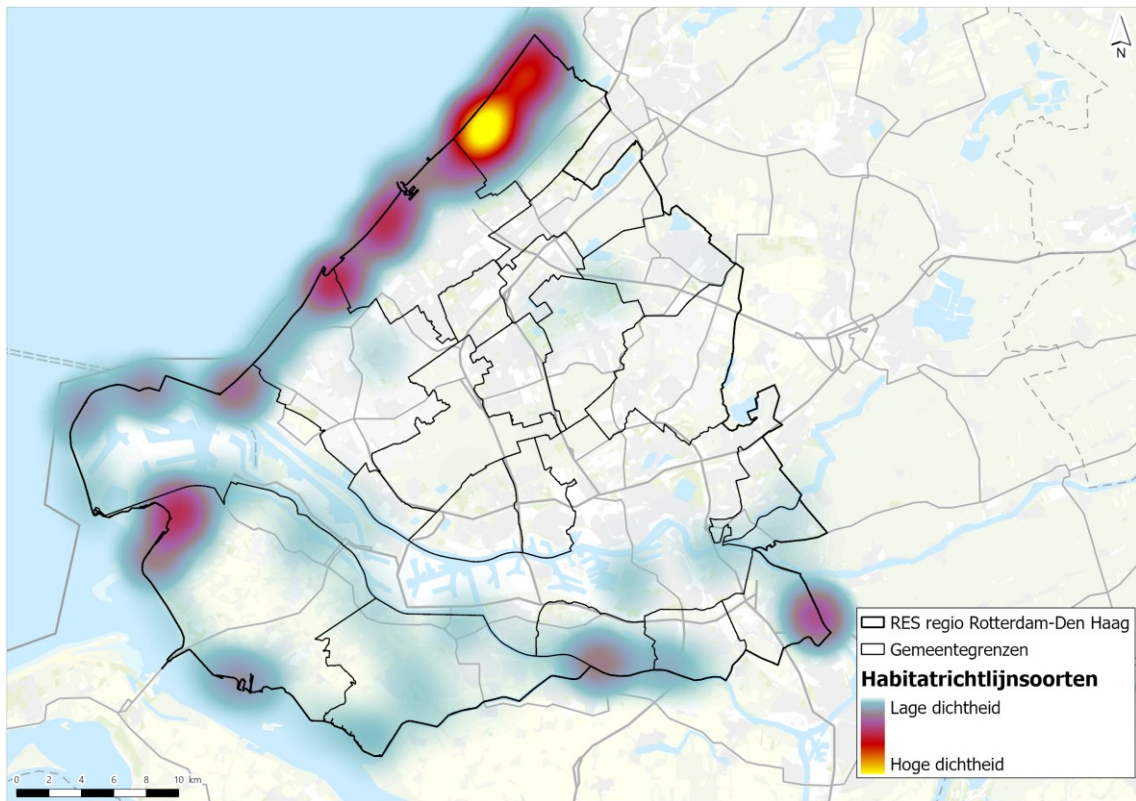 N
RES regio Rotterdam-Den Haag
Gemeentegrenzen
Habitatrichtlijnsoorten
Lage dichtheid
Hoge dichtheid
0 2 4 6 8 10 km